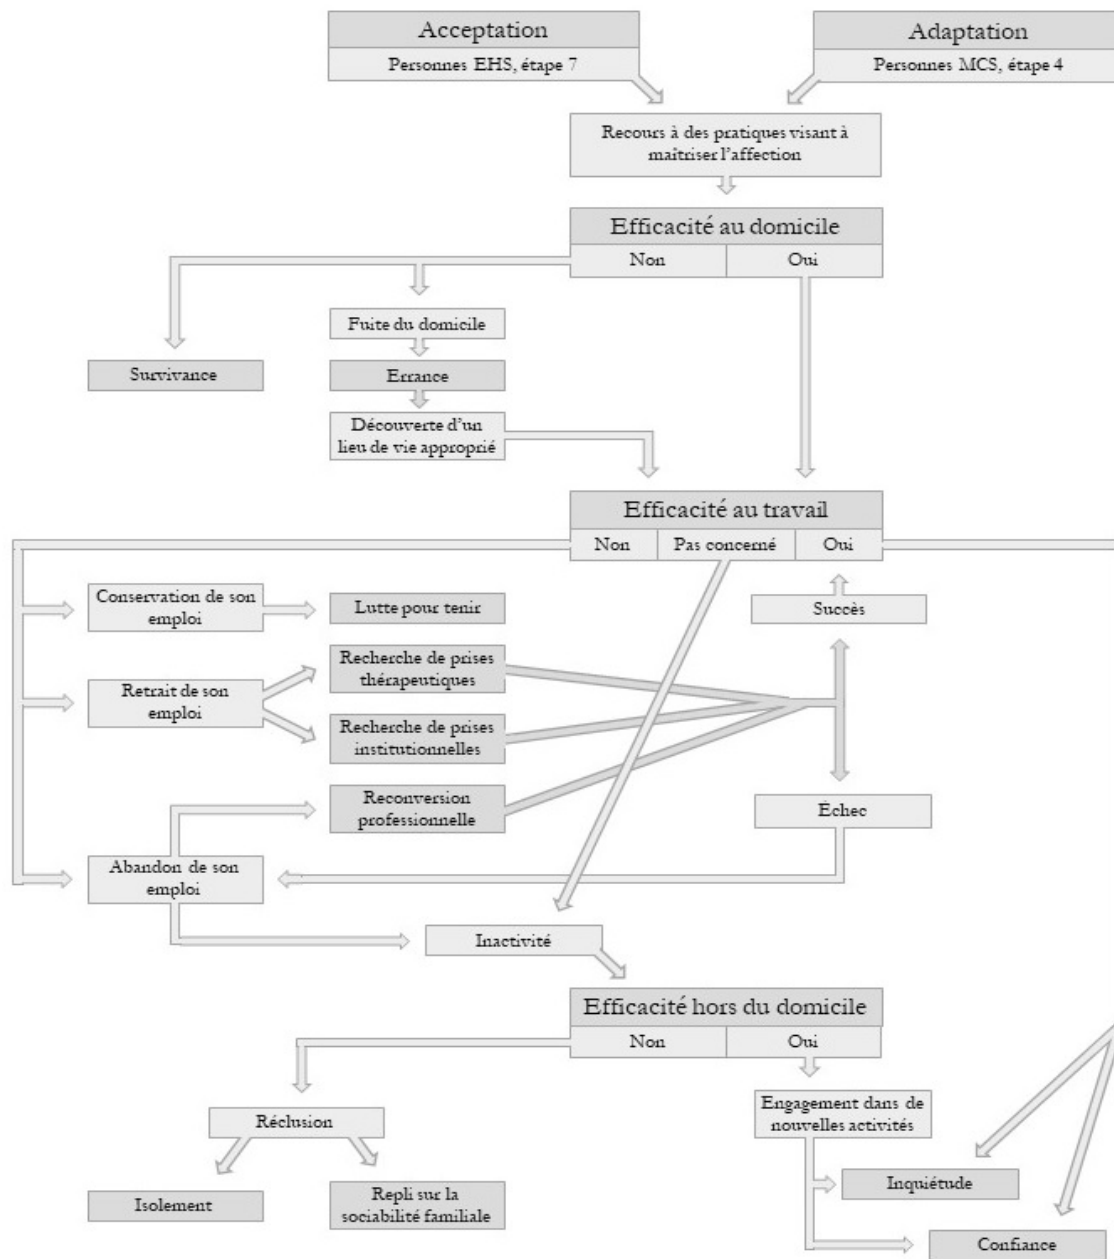 Acceptation
Personnes EHS, étape 7
Adaptation
Personnes MCS, étape 4
Recours à des pratiques visant à
maîtriser l'affection
Efficacité au domicile
Non
Oui
Fuite du domicile
Survivance
Errance
Découverte d'un
lieu de vie approprié
Efficacité au travail
Non
Pas concerné
Oui
Conservation de son
emploi
Lutte pour tenir
Succès
Recherche de prises
thérapeutiques
Retrait de son
emploi
Recherche de prises
institutionnelles
Reconversion
professionnelle
Échec
Abandon de son
emploi
Inactivité
Efficacité hors du domicile
Non
Oui
Réclusion
Engagement dans de
nouvelles activités
Isolement
Repli sur la
sociabilité familiale
Inquiétude
Confiance